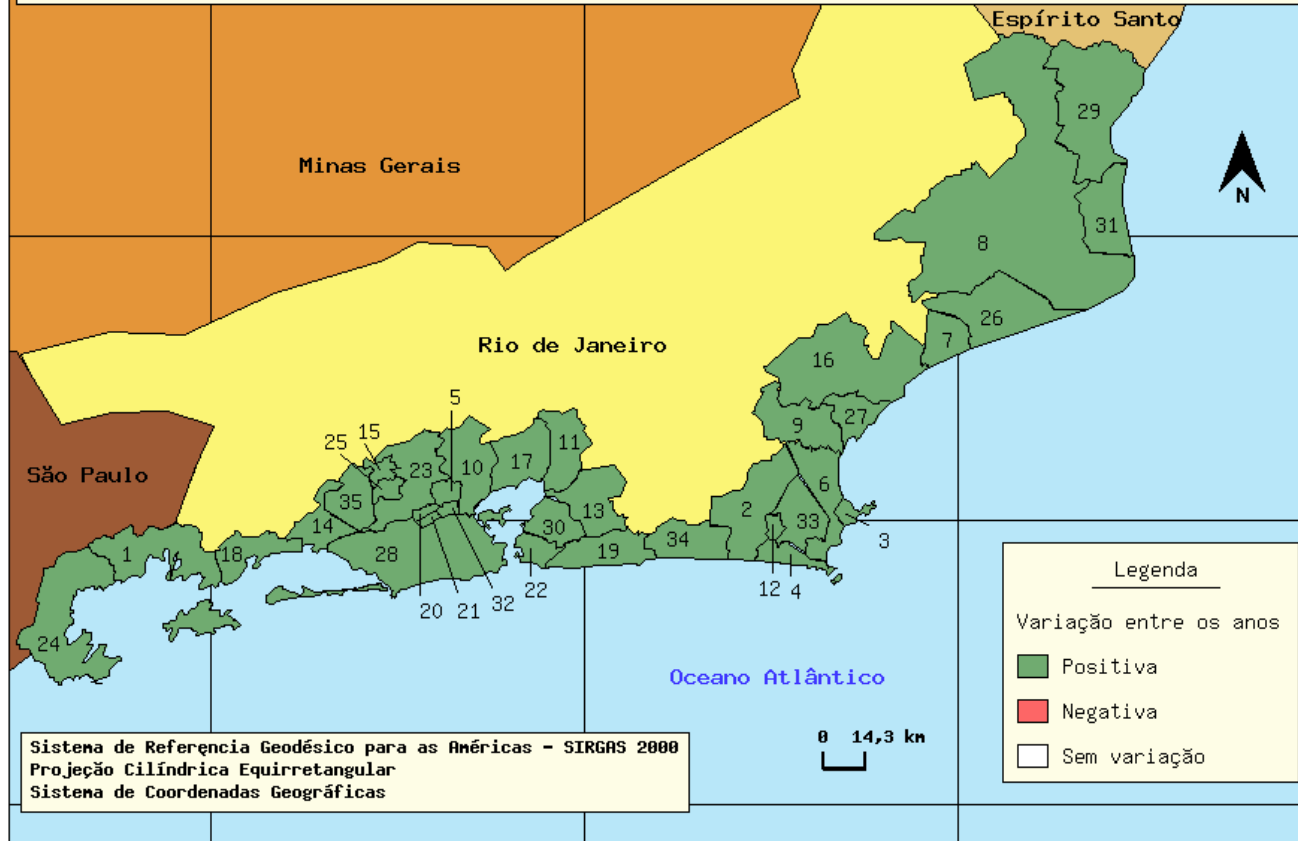 Espírito Santo
29
Minas Gerais
N
31
8
26
Rio de Janeiro
7
16
5
15
27
25
9
11
23
17
10
São Paulo
6
35
2
13
33
14
30
3
1
18
28
19
34
22
12
4
20
21
32
24
Legenda
Variação entre os anos
Positiva
Negativa
Sem variação
Oceano Atlântico
0 14,3 km
Sistema de Referençia Geodésico para as Américas - SIRGAS 2000
Projeção Cilíndrica Equirretangular
Sistema de Coordenadas Geográficas